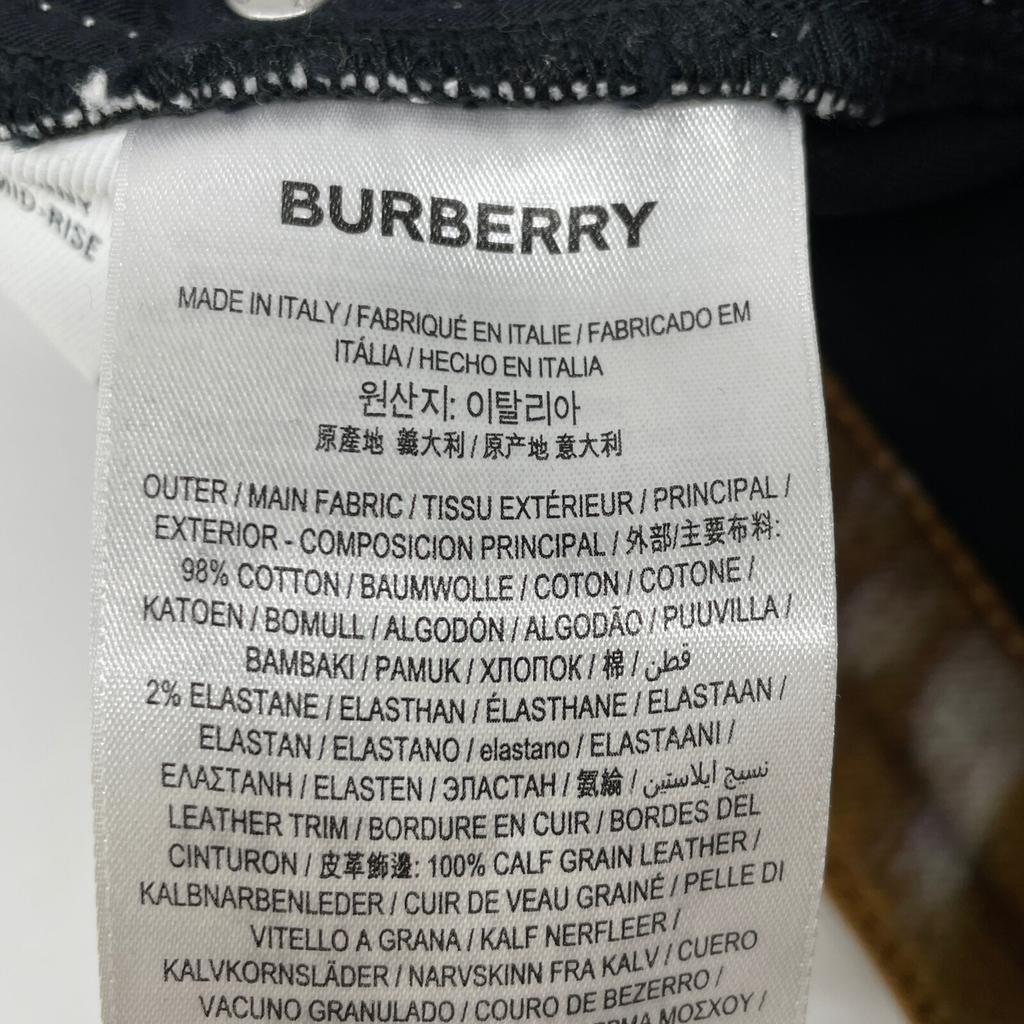 MID-RISE
BURBERRY
MADE IN ITALY / FABRIQUÉ EN ITALIE / FABRICADO EM
ITÁLIA / HECHO EN ITALIA
원산지: 이탈리아
原產地 義大利 / 原产地 意大利
OUTER / MAIN FABRIC / TISSU EXTÉRIEUR / PRINCIPAL /
EXTERIOR - COMPOSICION PRINCIPAL / 外部/主要布料:
98% COTTON / BAUMWOLLE / COTON / COTONE /
KATOEN / BOMULL / ALGODÓN / ALGODÃO / PUUVILLA /
BAMBAKI / PAMUK / ХЛОПОК / 棉 / قطن
2% ELASTANE / ELASTHAN / ÉLASTHANE / ELASTAAN /
ELASTAN / ELASTANO / elastano / ELASTAANI /
ΕΛΑΣΤΑΝΗ / ELASTEN / ЭЛАСТАН / 氨綸 / نسيج ايلاستين
LEATHER TRIM / BORDURE EN CUIR / BORDES DEL
CINTURON / 皮革飾邊: 100% CALF GRAIN LEATHER /
KALBNARBENLEDER / CUIR DE VEAU GRAINÉ / PELLE DI
VITELLO A GRANA / KALF NERFLEER /
KALVKORNSLÄDER / NARVSKINN FRA KALV / CUERO
VACUNO GRANULADO / COURO DE BEZERRO /
ΜΟΣΧΟΥ /